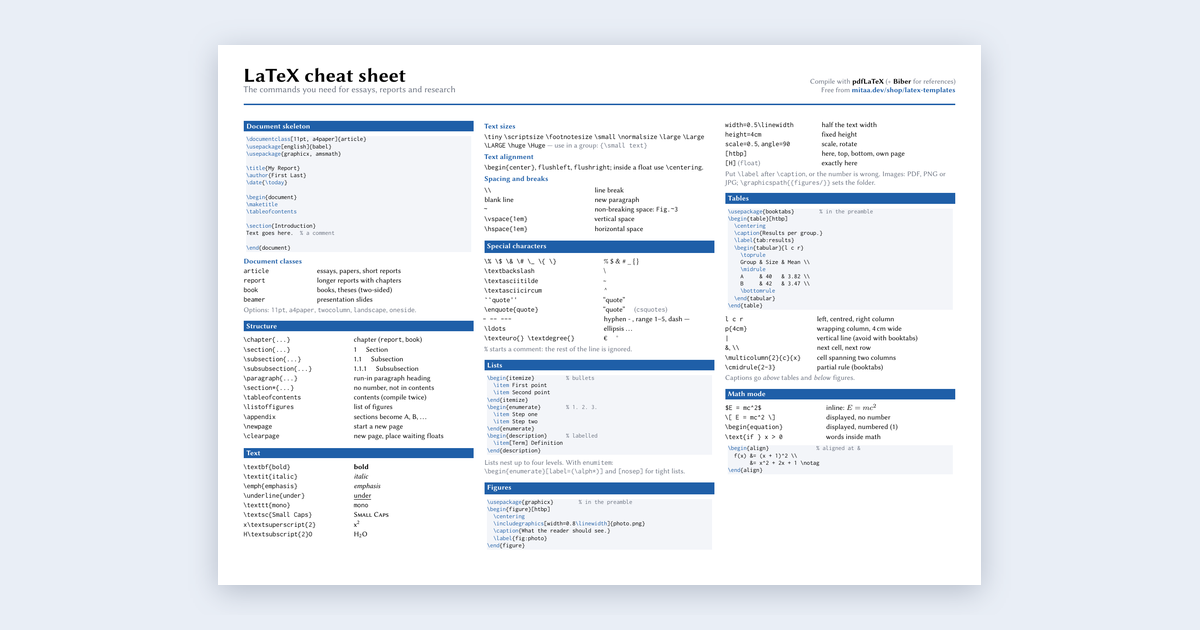 LaTeX cheat sheet
The commands you need for essays, reports and research
Compile with pdfLaTeX (+ Biber for references)
Free from mitaa.dev/shop/latex-templates
Document skeleton
\documentclass[11pt, a4paper]{article}
\usepackage[english]{babel}
\usepackage{graphicx, amsmath}
\title{My Report}
\author{First Last}
\date{\today}
\begin{document}
\maketitle
\tableofcontents
\section{Introduction}
Text goes here. % a comment
\end{document}
Document classes
article essays, papers, short reports
report longer reports with chapters
book books, theses (two-sided)
beamer presentation slides
Options: 11pt, a4paper, twocolumn, landscape, oneside.
Structure
\chapter{...} chapter (report, book)
\section{...} 1 Section
\subsection{...} 1.1 Subsection
\subsubsection{...} 1.1.1 Subsubsection
\paragraph{...} run-in paragraph heading
\section*{...} no number, not in contents
\tableofcontents contents (compile twice)
\listoffigures list of figures
\appendix sections become A, B, …
\newpage start a new page
\clearpage new page, place waiting floats
Text
\textbf{bold} bold
\textit{italic} italic
\emph{emphasis} emphasis
\underline{under} under
\texttt{mono} mono
\textsc{Small Caps} Small Caps
x\textsuperscript{2} x²
H\textsubscript{2}O H₂O
Text sizes
\tiny \scriptsize \footnotesize \small \normalsize \large \Large
\LARGE \huge \Huge — use in a group: {\small text}
Text alignment
\begin{center}, flushleft, flushright; inside a float use \centering.
Spacing and breaks
\\ line break
blank line new paragraph
~ non-breaking space: Fig.~3
\vspace{1em} vertical space
\hspace{1em} horizontal space
Special characters
\% \$ \& \# \_ \{ \} % $ & # _ { }
\textbackslash \
\textasciitilde ~
\textasciicircum ^
``quote'' “quote”
\enquote{quote} “quote” (csquotes)
- -- --- hyphen - , range 1–5, dash —
\ldots ellipsis …
\texteuro{} \textdegree{} € °
% starts a comment: the rest of the line is ignored.
Lists
\begin{itemize} % bullets
\item First point
\item Second point
\end{itemize}
\begin{enumerate} % 1. 2. 3.
\item Step one
\item Step two
\end{enumerate}
\begin{description} % labelled
\item[Term] Definition
\end{description}
Lists nest up to four levels. With enumitem:
\begin{enumerate}[label=(\alph*)] and [nosep] for tight lists.
Figures
\usepackage{graphicx} % in the preamble
\begin{figure}[htbp]
\centering
\includegraphics[width=0.8\linewidth]{photo.png}
\caption{What the reader should see.}
\label{fig:photo}
\end{figure}
width=0.5\linewidth half the text width
height=4cm fixed height
scale=0.5, angle=90 scale, rotate
[htbp] here, top, bottom, own page
[H] (float) exactly here
Put \label after \caption, or the number is wrong. Images: PDF, PNG or
JPG; \graphicspath{{figures/}} sets the folder.
Tables
\usepackage{booktabs} % in the preamble
\begin{table}[htbp]
\centering
\caption{Results per group.}
\label{tab:results}
\begin{tabular}{l c r}
\toprule
Group & Size & Mean \\
\midrule
A & 40 & 3.82 \\
B & 42 & 3.47 \\
\bottomrule
\end{tabular}
\end{table}
l c r left, centred, right column
p{4cm} wrapping column, 4 cm wide
| vertical line (avoid with booktabs)
&, \\ next cell, next row
\multicolumn{2}{c}{x} cell spanning two columns
\cmidrule{2-3} partial rule (booktabs)
Captions go above tables and below figures.
Math mode
$E = mc^2$ inline: E = mc²
\[ E = mc^2 \] displayed, no number
\begin{equation} displayed, numbered (1)
\text{if } x > 0 words inside math
\begin{align} % aligned at &
f(x) &= (x + 1)^2 \\
&= x^2 + 2x + 1 \notag
\end{align}